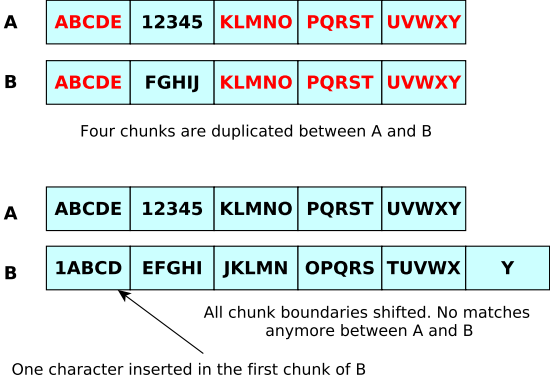 A ABCDE 12345 KLMNO PQRST UVWXY
B ABCDE FGHIJ KLMNO PQRST UVWXY
Four chunks are duplicated between A and B
A ABCDE 12345 KLMNO PQRST UVWXY
B 1ABCD EFGHI JKLMN OPQRS TUVWX Y
All chunk boundaries shifted. No matches
anymore between A and B
One character inserted in the first chunk of B